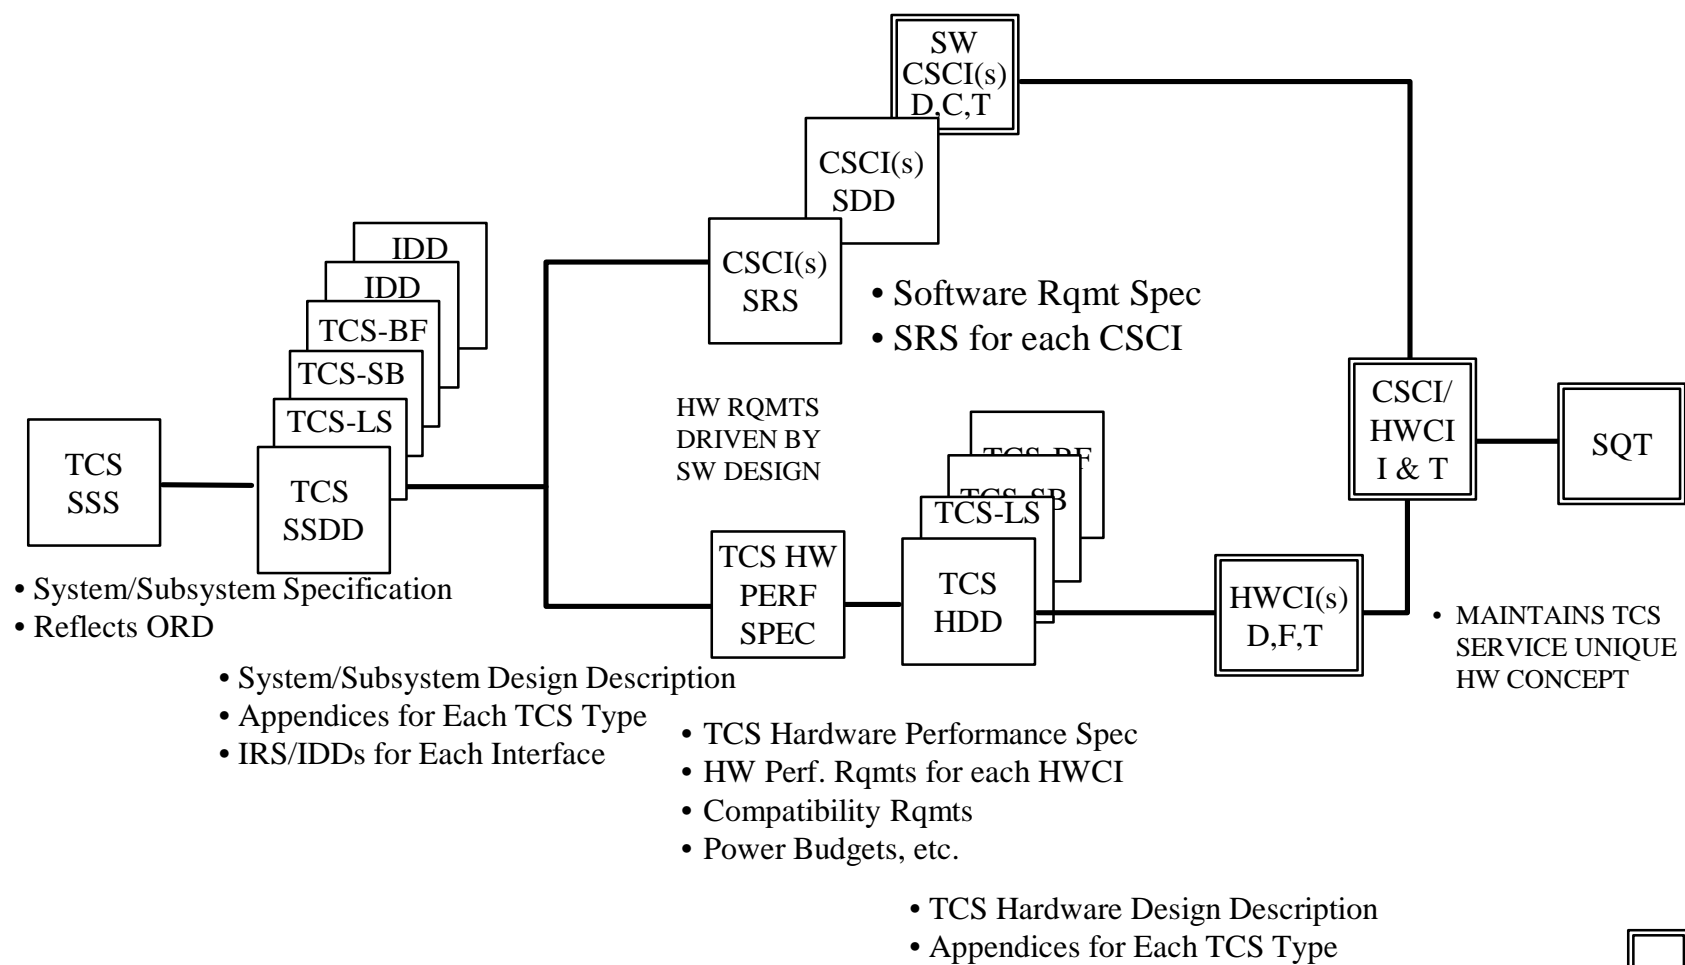 SW
CSCI(s)
D,C,T
CSCI(s)
SDD
CSCI(s)
SRS
• Software Rqmt Spec
• SRS for each CSCI
IDD
IDD
TCS-BF
TCS-SB
TCS-LS
TCS
SSDD
TCS
SSS
• System/Subsystem Specification
• Reflects ORD
• System/Subsystem Design Description
• Appendices for Each TCS Type
• IRS/IDDs for Each Interface
HW RQMTS
DRIVEN BY
SW DESIGN
TCS HW
PERF
SPEC
• TCS Hardware Performance Spec
• HW Perf. Rqmts for each HWCI
• Compatibility Rqmts
• Power Budgets, etc.
TCS-BF
TCS-SB
TCS-LS
TCS
HDD
• TCS Hardware Design Description
• Appendices for Each TCS Type
HWCI(s)
D,F,T
CSCI/
HWCI
I & T
SQT
• MAINTAINS TCS
SERVICE UNIQUE
HW CONCEPT